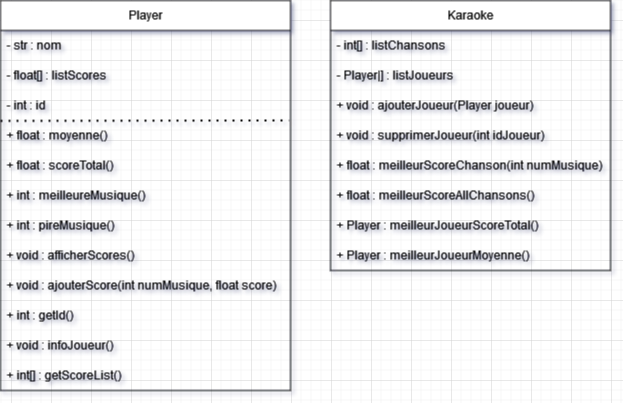 Player
- str : nom
- float[] : listScores
- int : id
+ float : moyenne()
+ float : scoreTotal()
+ int : meilleureMusique()
+ int : pireMusique()
+ void : afficherScores()
+ void : ajouterScore(int numMusique, float score)
+ int : getId()
+ void : infoJoueur()
+ int[] : getScoreList()
Karaoke
- int[] : listChansons
- Player[] : listJoueurs
+ void : ajouterJoueur(Player joueur)
+ void : supprimerJoueur(int idJoueur)
+ float : meilleurScoreChanson(int numMusique)
+ float : meilleurScoreAllChansons()
+ Player : meilleurJoueurScoreTotal()
+ Player : meilleurJoueurMoyenne()